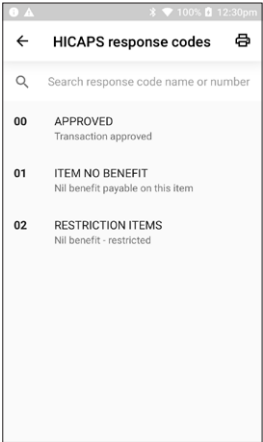 100% 12:30pm
HICAPS response codes
Search response code name or number
00 APPROVED
Transaction approved
01 ITEM NO BENEFIT
Nil benefit payable on this item
02 RESTRICTION ITEMS
Nil benefit - restricted